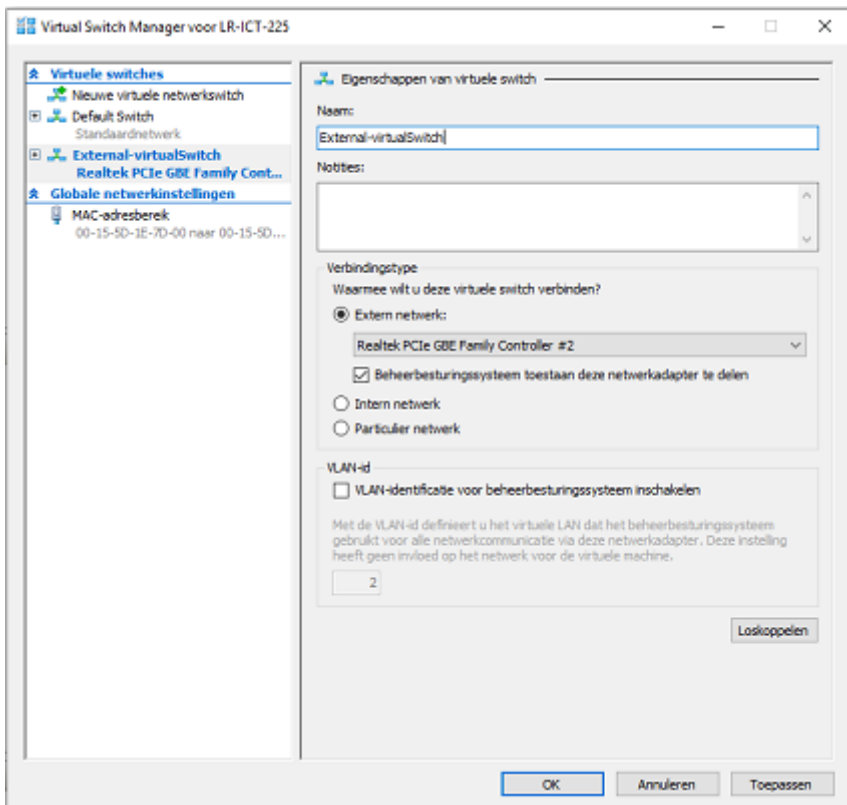 Virtual Switch Manager voor LR-ICT-225
Virtuele switches
Nieuwe virtuele netwerkswitch
Default Switch
Standaardnetwerk
External-virtualSwitch
Realtek PCIe GBE Family Cont...
Globale netwerkinstellingen
MAC-adresbereik
00-15-5D-1E-7D-00 naar 00-15-5D...
Eigenschappen van virtuele switch
Naam:
External-virtualSwitch
Notities:
Verbindingstype
Waarmee wilt u deze virtuele switch verbinden?
Extern netwerk:
Realtek PCIe GBE Family Controller #2
Beheerbesturingssysteem toestaan deze netwerkadapter te delen
Intern netwerk
Particulier netwerk
VLAN-id
VLAN-identificatie voor beheerbesturingssysteem inschakelen
Met de VLAN-id definieert u het virtuele LAN dat het beheerbesturingssysteem
gebruikt voor alle netwerkcommunicatie via deze netwerkadapter. Deze instelling
heeft geen invloed op het netwerk voor de virtuele machine.
2
Loskoppelen
OK
Annuleren
Toepassen